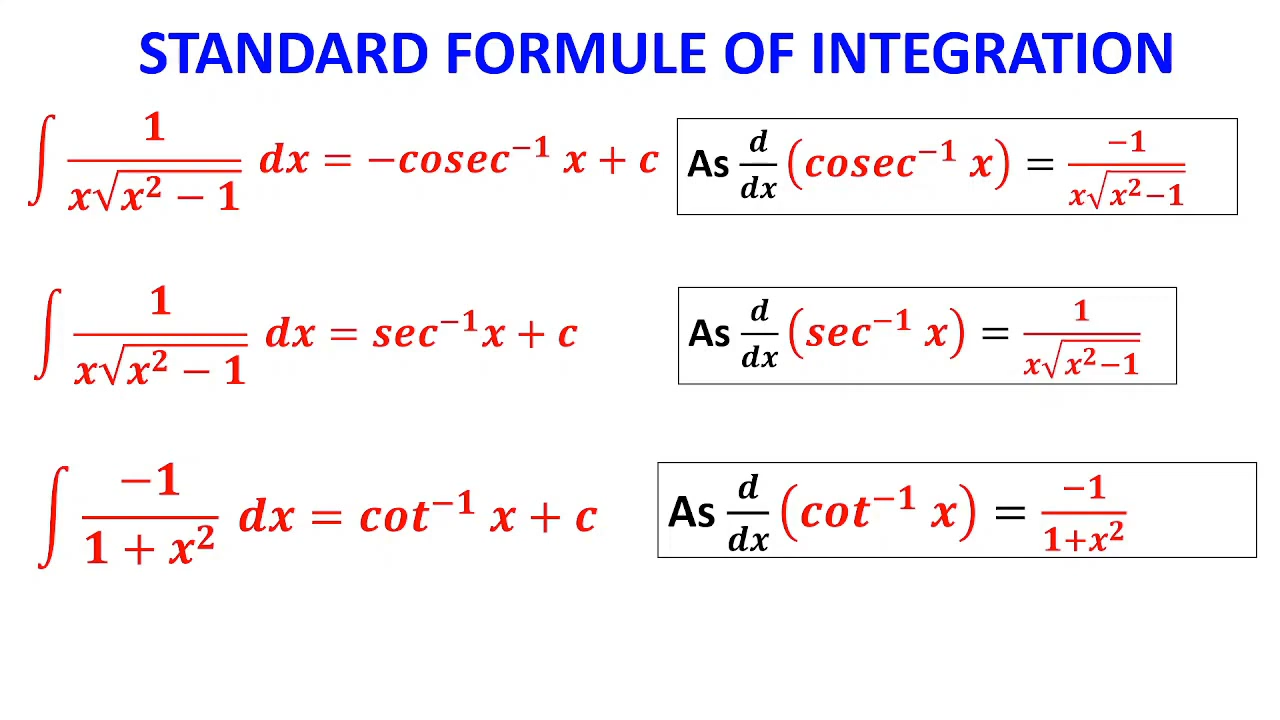 STANDARD FORMULE OF INTEGRATION
∫ 1/(x√(x² − 1)) dx = −cosec⁻¹ x + c
As d/dx (cosec⁻¹ x) = −1/(x√(x²−1))
∫ 1/(x√(x² − 1)) dx = sec⁻¹x + c
As d/dx (sec⁻¹ x) = 1/(x√(x²−1))
∫ −1/(1 + x²) dx = cot⁻¹ x + c
As d/dx (cot⁻¹ x) = −1/(1+x²)